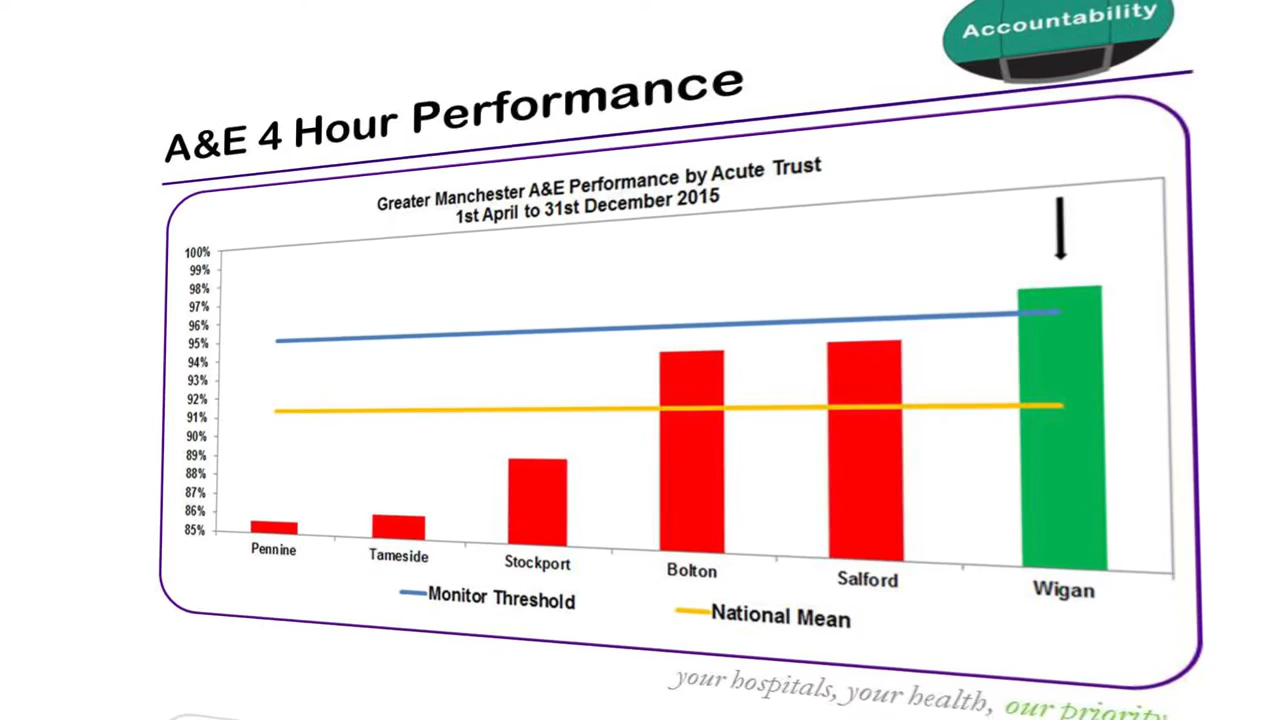 Accountability
A&E 4 Hour Performance
Greater Manchester A&E Performance by Acute Trust
1st April to 31st December 2015
100%
99%
98%
97%
96%
95%
94%
93%
92%
91%
90%
89%
88%
87%
86%
85%
Pennine Tameside Stockport Bolton Salford Wigan
Monitor Threshold National Mean
your hospitals, your health, our priority